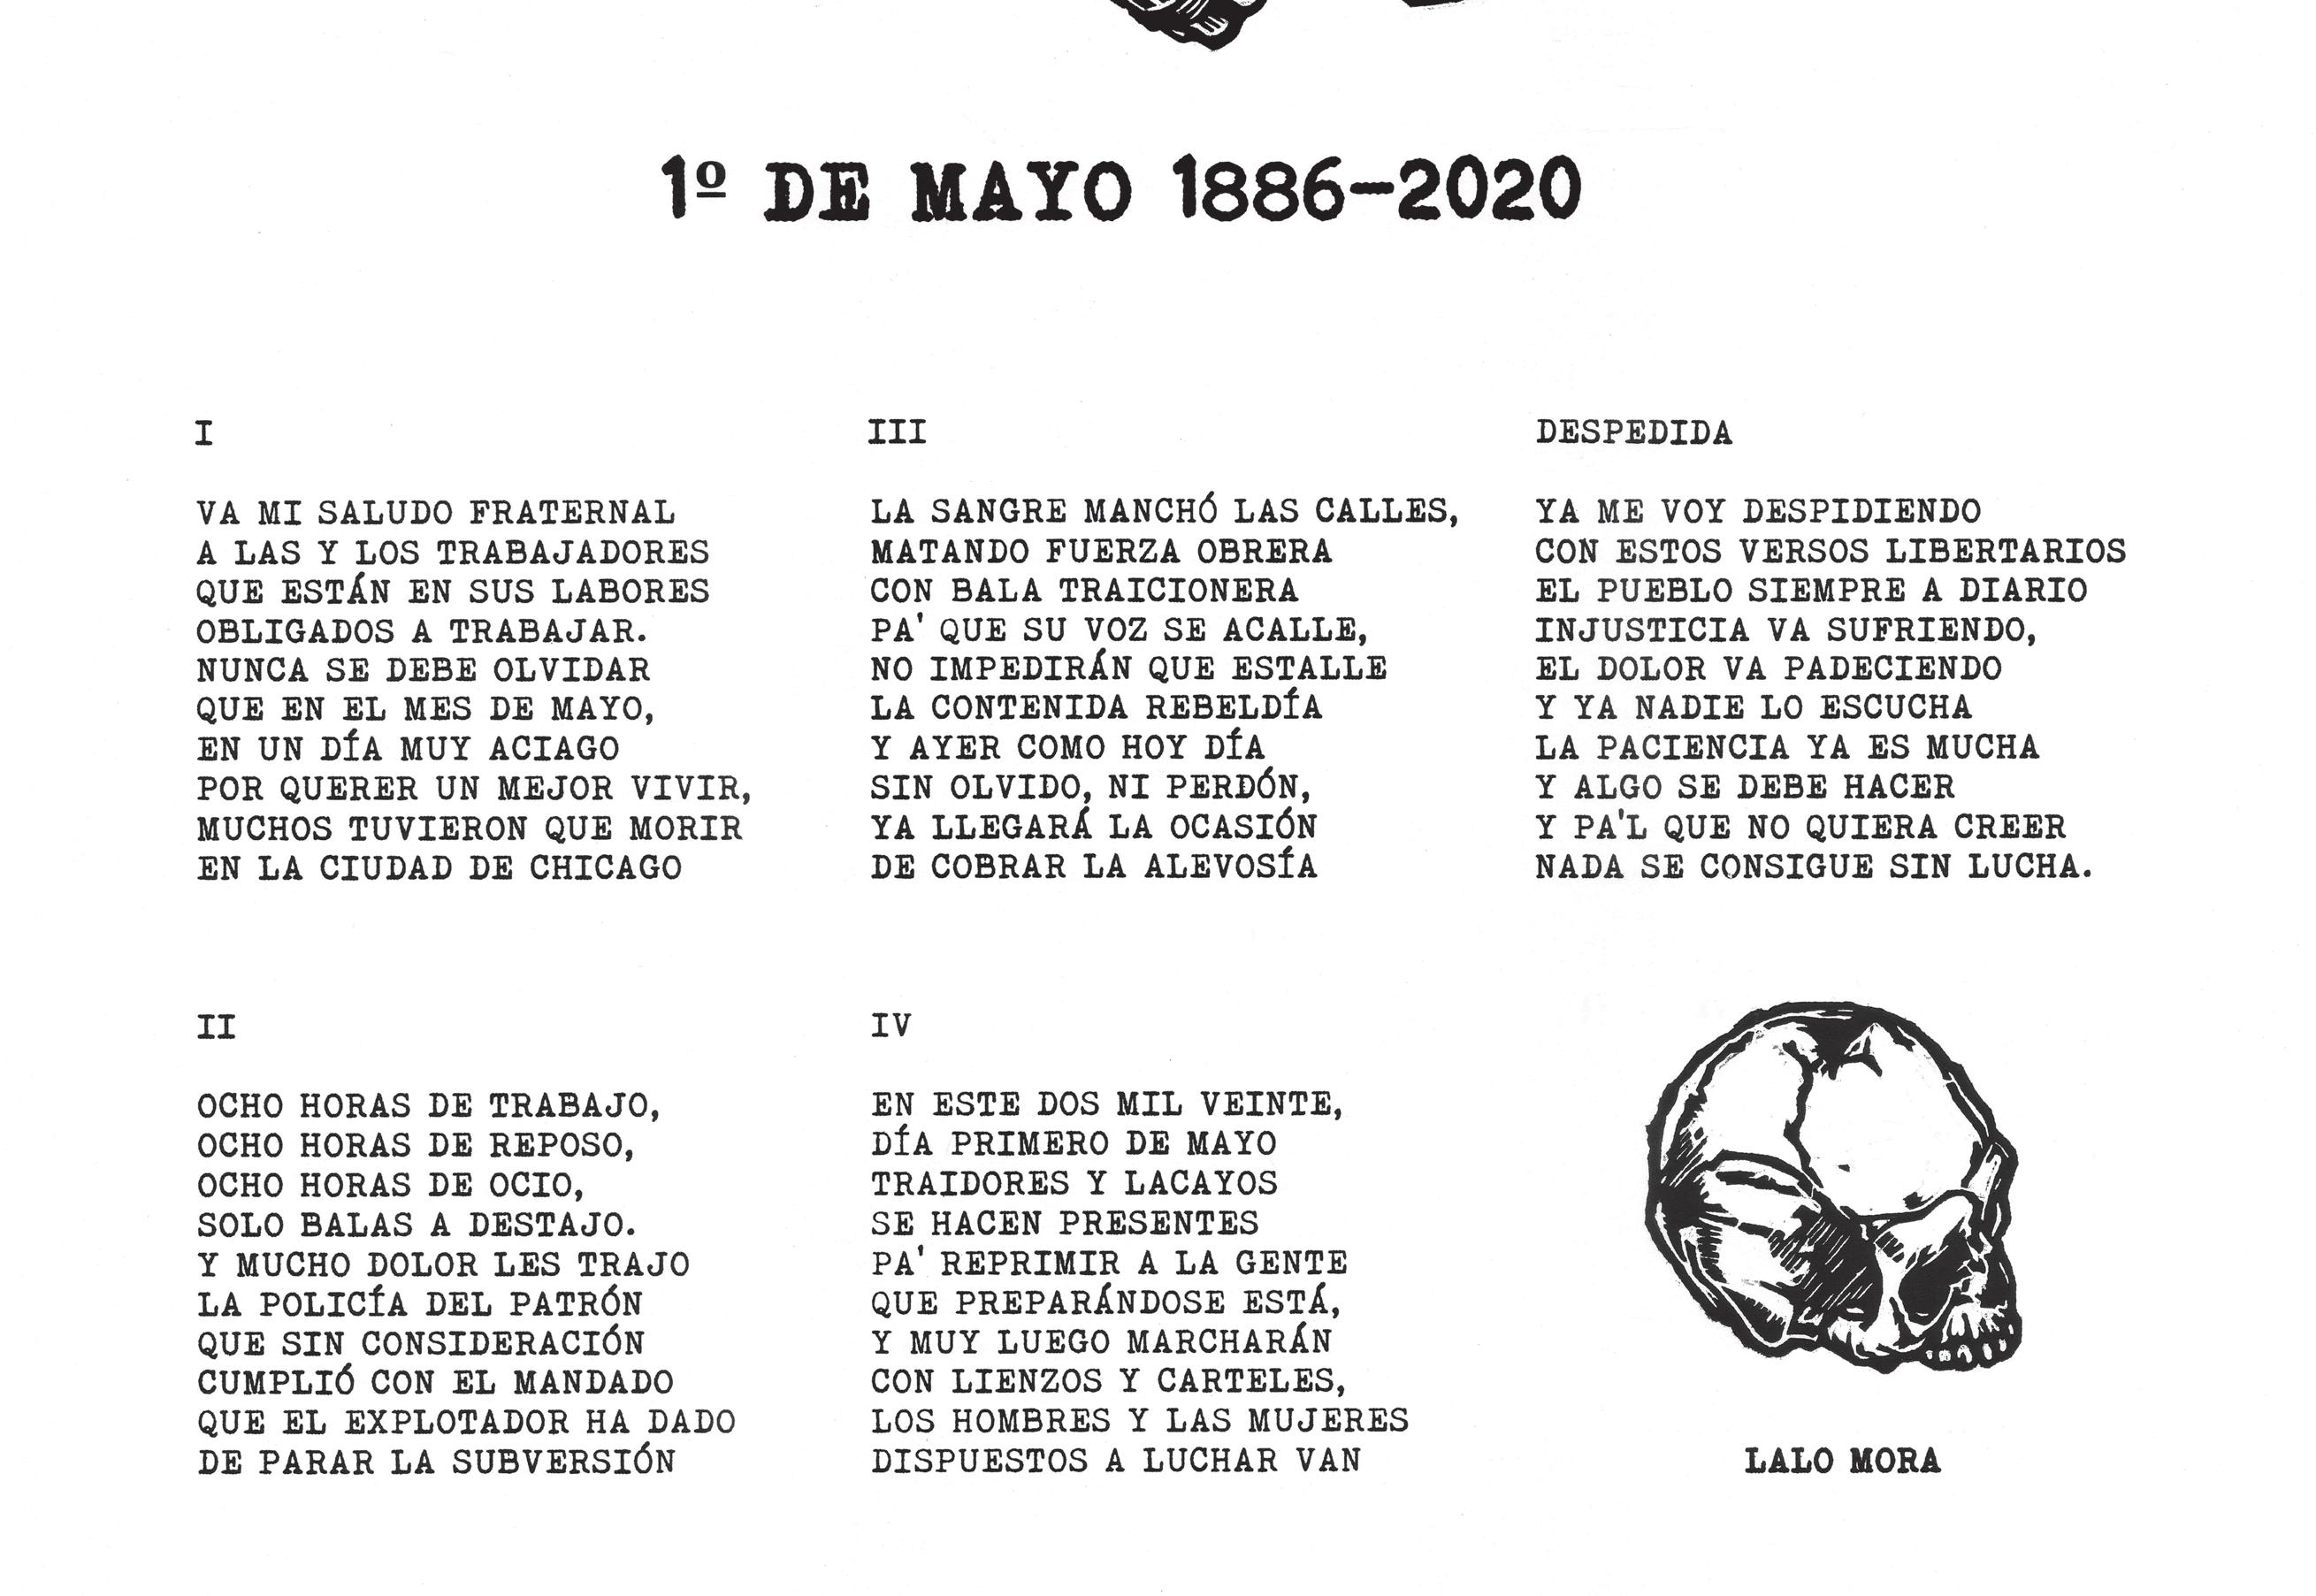 1º DE MAYO 1886-2020
I
VA MI SALUDO FRATERNAL
A LAS Y LOS TRABAJADORES
QUE ESTÁN EN SUS LABORES
OBLIGADOS A TRABAJAR.
NUNCA SE DEBE OLVIDAR
QUE EN EL MES DE MAYO,
EN UN DÍA MUY ACIAGO
POR QUERER UN MEJOR VIVIR,
MUCHOS TUVIERON QUE MORIR
EN LA CIUDAD DE CHICAGO
II
OCHO HORAS DE TRABAJO,
OCHO HORAS DE REPOSO,
OCHO HORAS DE OCIO,
SOLO BALAS A DESTAJO.
Y MUCHO DOLOR LES TRAJO
LA POLICÍA DEL PATRÓN
QUE SIN CONSIDERACIÓN
CUMPLIÓ CON EL MANDADO
QUE EL EXPLOTADOR HA DADO
DE PARAR LA SUBVERSIÓN
III
LA SANGRE MANCHÓ LAS CALLES,
MATANDO FUERZA OBRERA
CON BALA TRAICIONERA
PA' QUE SU VOZ SE ACALLE,
NO IMPEDIRÁN QUE ESTALLE
LA CONTENIDA REBELDÍA
Y AYER COMO HOY DÍA
SIN OLVIDO, NI PERDÓN,
YA LLEGARÁ LA OCASIÓN
DE COBRAR LA ALEVOSÍA
IV
EN ESTE DOS MIL VEINTE,
DÍA PRIMERO DE MAYO
TRAIDORES Y LACAYOS
SE HACEN PRESENTES
PA' REPRIMIR A LA GENTE
QUE PREPARÁNDOSE ESTÁ,
Y MUY LUEGO MARCHARÁN
CON LIENZOS Y CARTELES,
LOS HOMBRES Y LAS MUJERES
DISPUESTOS A LUCHAR VAN
DESPEDIDA
YA ME VOY DESPIDIENDO
CON ESTOS VERSOS LIBERTARIOS
EL PUEBLO SIEMPRE A DIARIO
INJUSTICIA VA SUFRIENDO,
EL DOLOR VA PADECIENDO
Y YA NADIE LO ESCUCHA
LA PACIENCIA YA ES MUCHA
Y ALGO SE DEBE HACER
Y PA'L QUE NO QUIERA CREER
NADA SE CONSIGUE SIN LUCHA.
LALO MORA